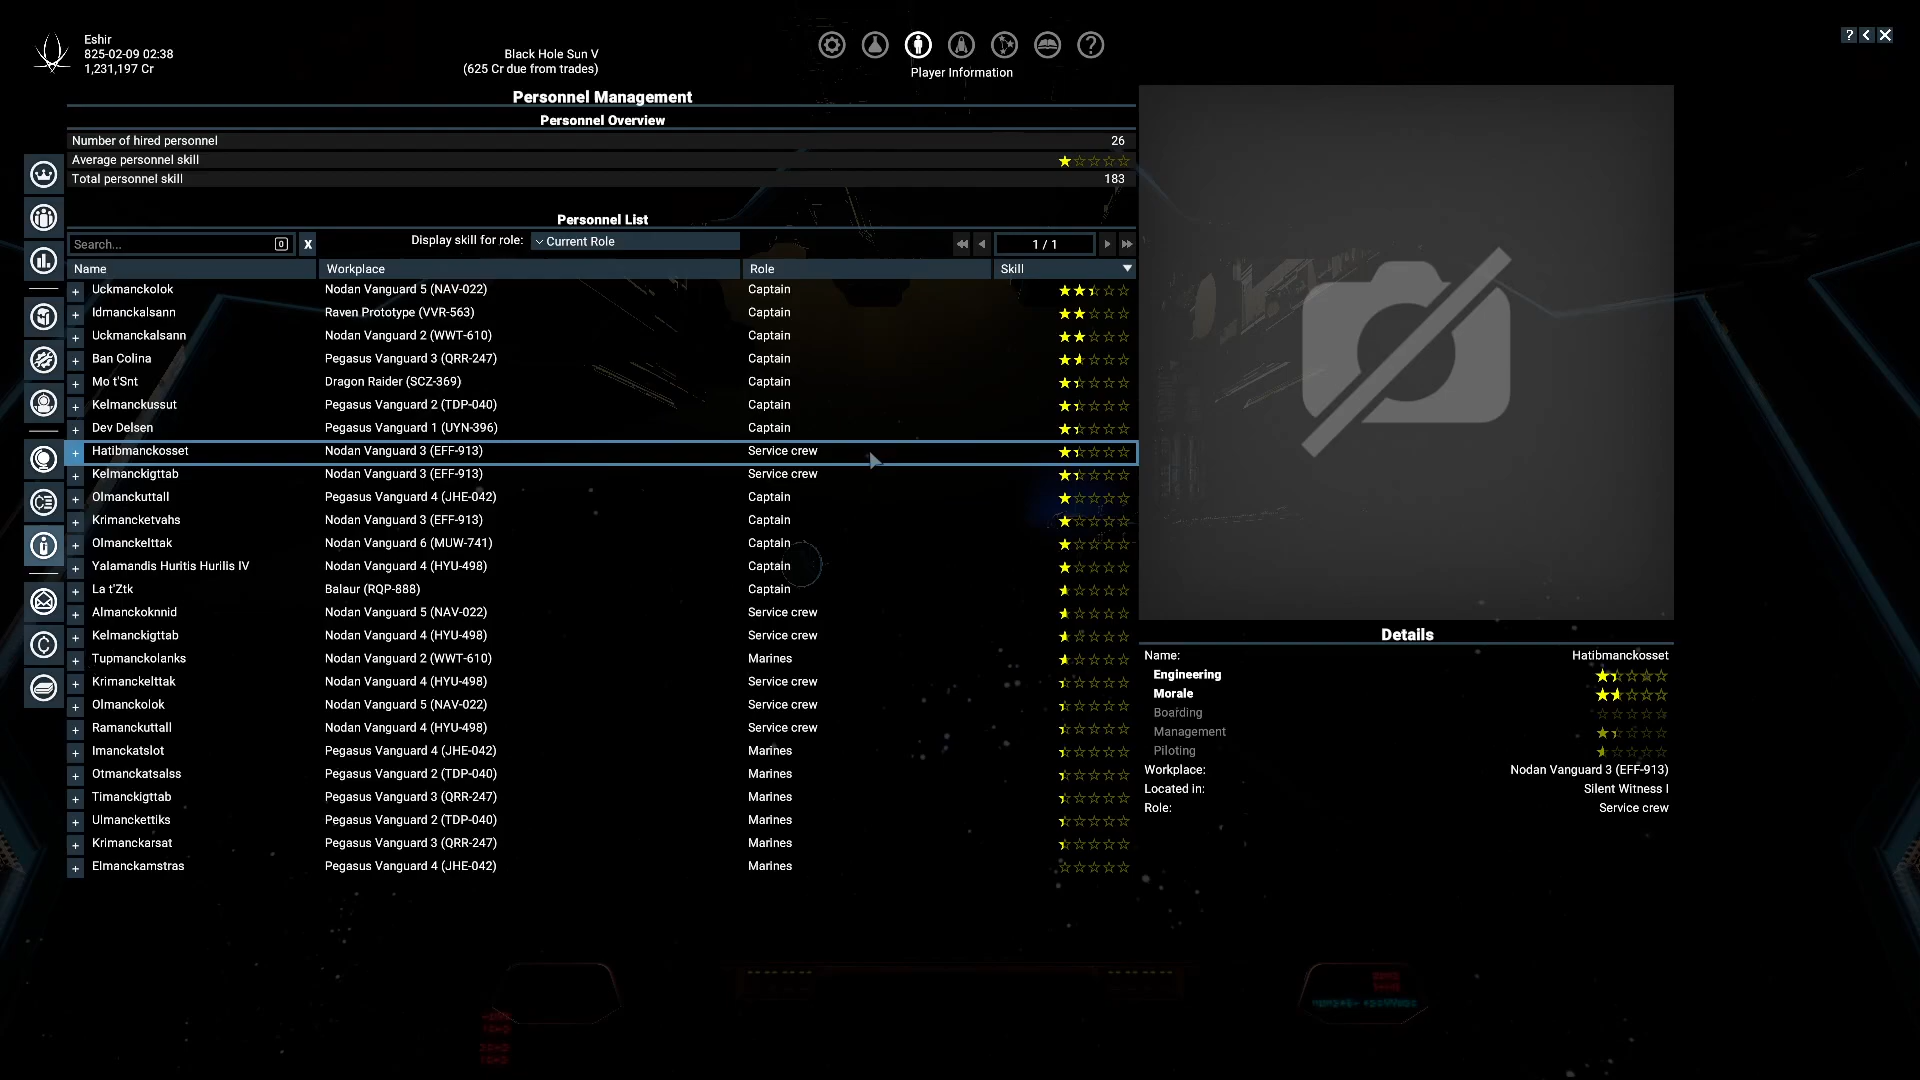 Eshir
825-02-09 02:38
1,231,197 Cr
Black Hole Sun V
(625 Cr due from trades)
Player Information
? < X
Personnel Management
Personnel Overview
Number of hired personnel 26
Average personnel skill
Total personnel skill 183
Personnel List
Search... 0 X Display skill for role: Current Role 1 / 1
Name Workplace Role Skill
Uckmanckolok Nodan Vanguard 5 (NAV-022) Captain
Idmanckalsann Raven Prototype (VVR-563) Captain
Uckmanckalsann Nodan Vanguard 2 (WWT-610) Captain
Ban Colina Pegasus Vanguard 3 (QRR-247) Captain
Mo t'Snt Dragon Raider (SCZ-369) Captain
Kelmanckussut Pegasus Vanguard 2 (TDP-040) Captain
Dev Delsen Pegasus Vanguard 1 (UYN-396) Captain
Hatibmanckosset Nodan Vanguard 3 (EFF-913) Service crew
Kelmanckigttab Nodan Vanguard 3 (EFF-913) Service crew
Olmanckuttall Pegasus Vanguard 4 (JHE-042) Captain
Krimancketvahs Nodan Vanguard 3 (EFF-913) Captain
Olmanckelttak Nodan Vanguard 6 (MUW-741) Captain
Yalamandis Huritis Hurilis IV Nodan Vanguard 4 (HYU-498) Captain
La t'Ztk Balaur (RQP-888) Captain
Almanckoknnid Nodan Vanguard 5 (NAV-022) Service crew
Kelmanckigttab Nodan Vanguard 4 (HYU-498) Service crew
Tupmanckolanks Nodan Vanguard 2 (WWT-610) Marines
Krimanckelttak Nodan Vanguard 4 (HYU-498) Service crew
Olmanckolok Nodan Vanguard 5 (NAV-022) Service crew
Ramanckuttall Nodan Vanguard 4 (HYU-498) Service crew
Imanckatslot Pegasus Vanguard 4 (JHE-042) Marines
Otmanckatsalss Pegasus Vanguard 2 (TDP-040) Marines
Timanckigttab Pegasus Vanguard 3 (QRR-247) Marines
Ulmanckettiks Pegasus Vanguard 2 (TDP-040) Marines
Krimanckarsat Pegasus Vanguard 3 (QRR-247) Marines
Elmanckamstras Pegasus Vanguard 4 (JHE-042) Marines
Details
Name: Hatibmanckosset
Engineering
Morale
Boarding
Management
Piloting
Workplace: Nodan Vanguard 3 (EFF-913)
Located in: Silent Witness I
Role: Service crew